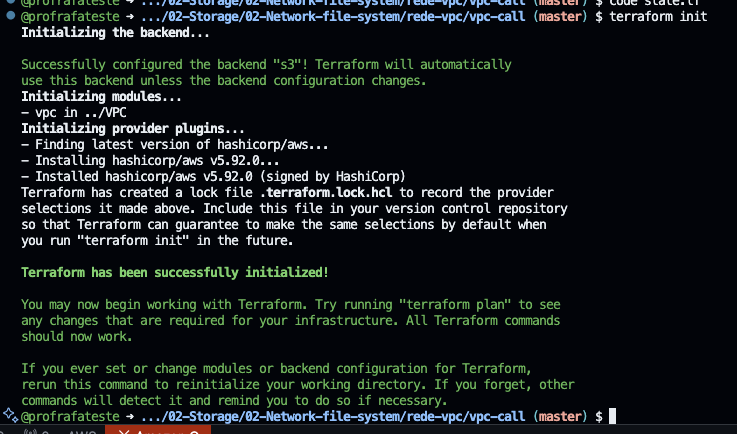 @profrafateste → .../02-Storage/02-Network-file-system/rede-vpc/vpc-call (master) $ code state.tf
@profrafateste → .../02-Storage/02-Network-file-system/rede-vpc/vpc-call (master) $ terraform init
Initializing the backend...

Successfully configured the backend "s3"! Terraform will automatically
use this backend unless the backend configuration changes.
Initializing modules...
- vpc in ../VPC
Initializing provider plugins...
- Finding latest version of hashicorp/aws...
- Installing hashicorp/aws v5.92.0...
- Installed hashicorp/aws v5.92.0 (signed by HashiCorp)
Terraform has created a lock file .terraform.lock.hcl to record the provider
selections it made above. Include this file in your version control repository
so that Terraform can guarantee to make the same selections by default when
you run "terraform init" in the future.

Terraform has been successfully initialized!

You may now begin working with Terraform. Try running "terraform plan" to see
any changes that are required for your infrastructure. All Terraform commands
should now work.

If you ever set or change modules or backend configuration for Terraform,
rerun this command to reinitialize your working directory. If you forget, other
commands will detect it and remind you to do so if necessary.
@profrafateste → .../02-Storage/02-Network-file-system/rede-vpc/vpc-call (master) $